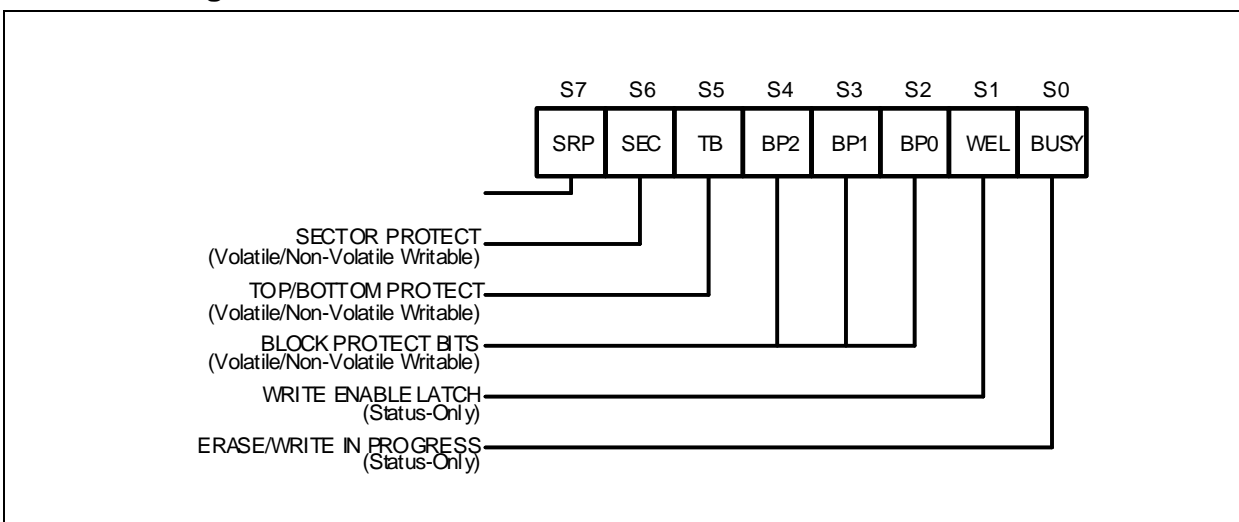 S7 S6 S5 S4 S3 S2 S1 S0
SRP SEC TB BP2 BP1 BP0 WEL BUSY
SECTOR PROTECT
(Volatile/Non-Volatile Writable)
TOP/BOTTOM PROTECT
(Volatile/Non-Volatile Writable)
BLOCK PROTECT BITS
(Volatile/Non-Volatile Writable)
WRITE ENABLE LATCH
(Status-Only)
ERASE/WRITE IN PROGRESS
(Status-Only)